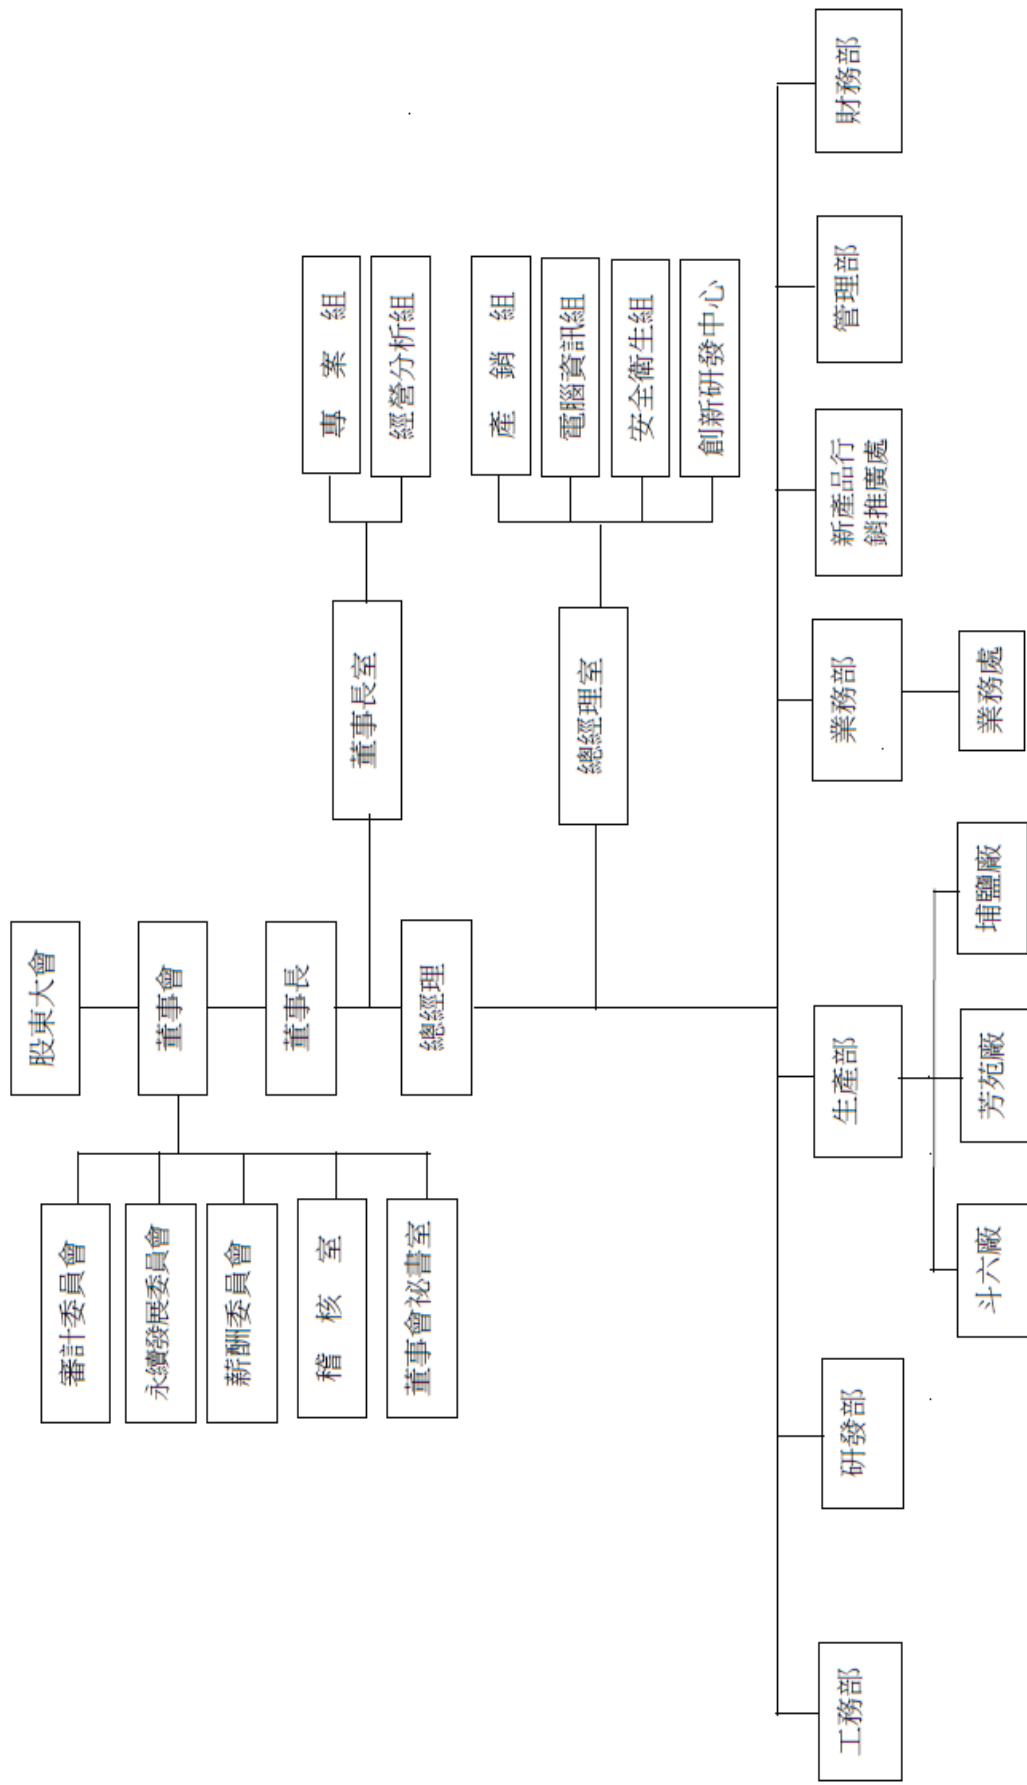 股東大會
董事會
審計委員會
永續發展委員會
薪酬委員會
稽核室
董事會祕書室
董事長
董事長室
專案組
經營分析組
總經理
總經理室
產銷組
電腦資訊組
安全衛生組
創新研發中心
工務部
研發部
生產部
業務部
新產品行
銷推廣處
管理部
財務部
斗六廠
芳苑廠
埔鹽廠
業務處